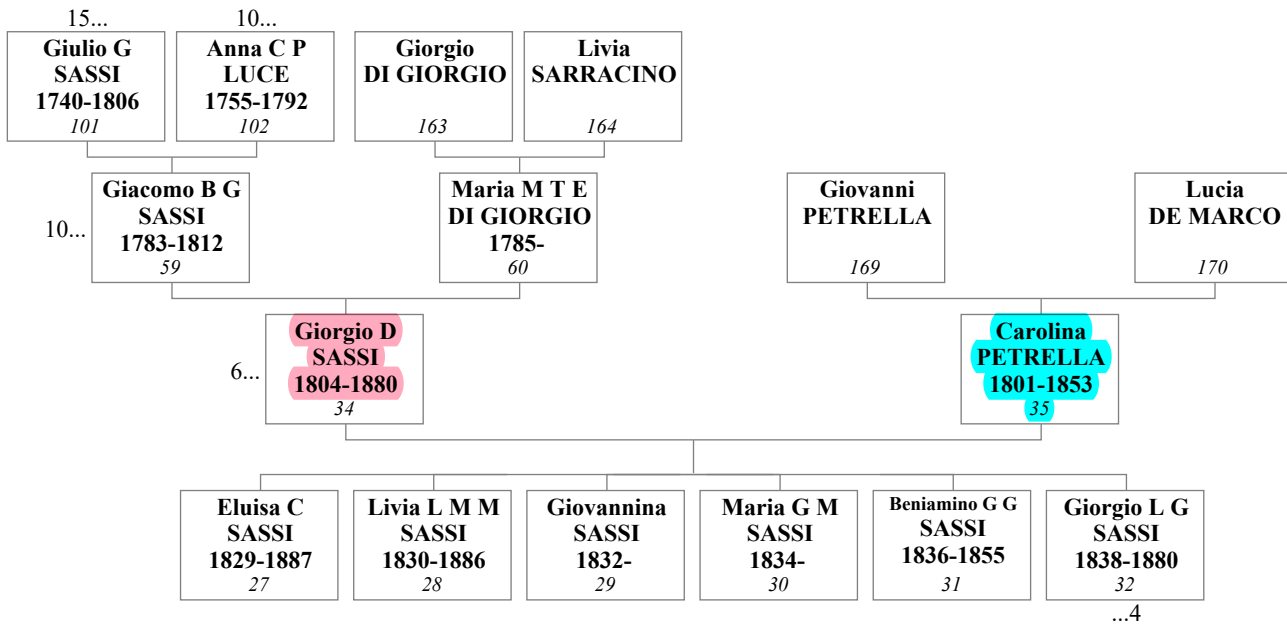 15...
10...
Giulio G
SASSI
1740-1806
101
Anna C P
LUCE
1755-1792
102
Giorgio
DI GIORGIO
163
Livia
SARRACINO
164
10...
Giacomo B G
SASSI
1783-1812
59
Maria M T E
DI GIORGIO
1785-
60
Giovanni
PETRELLA
169
Lucia
DE MARCO
170
6...
Giorgio D
SASSI
1804-1880
34
Carolina
PETRELLA
1801-1853
35
Eluisa C
SASSI
1829-1887
27
Livia L M M
SASSI
1830-1886
28
Giovannina
SASSI
1832-
29
Maria G M
SASSI
1834-
30
Beniamino G G
SASSI
1836-1855
31
Giorgio L G
SASSI
1838-1880
32
...4